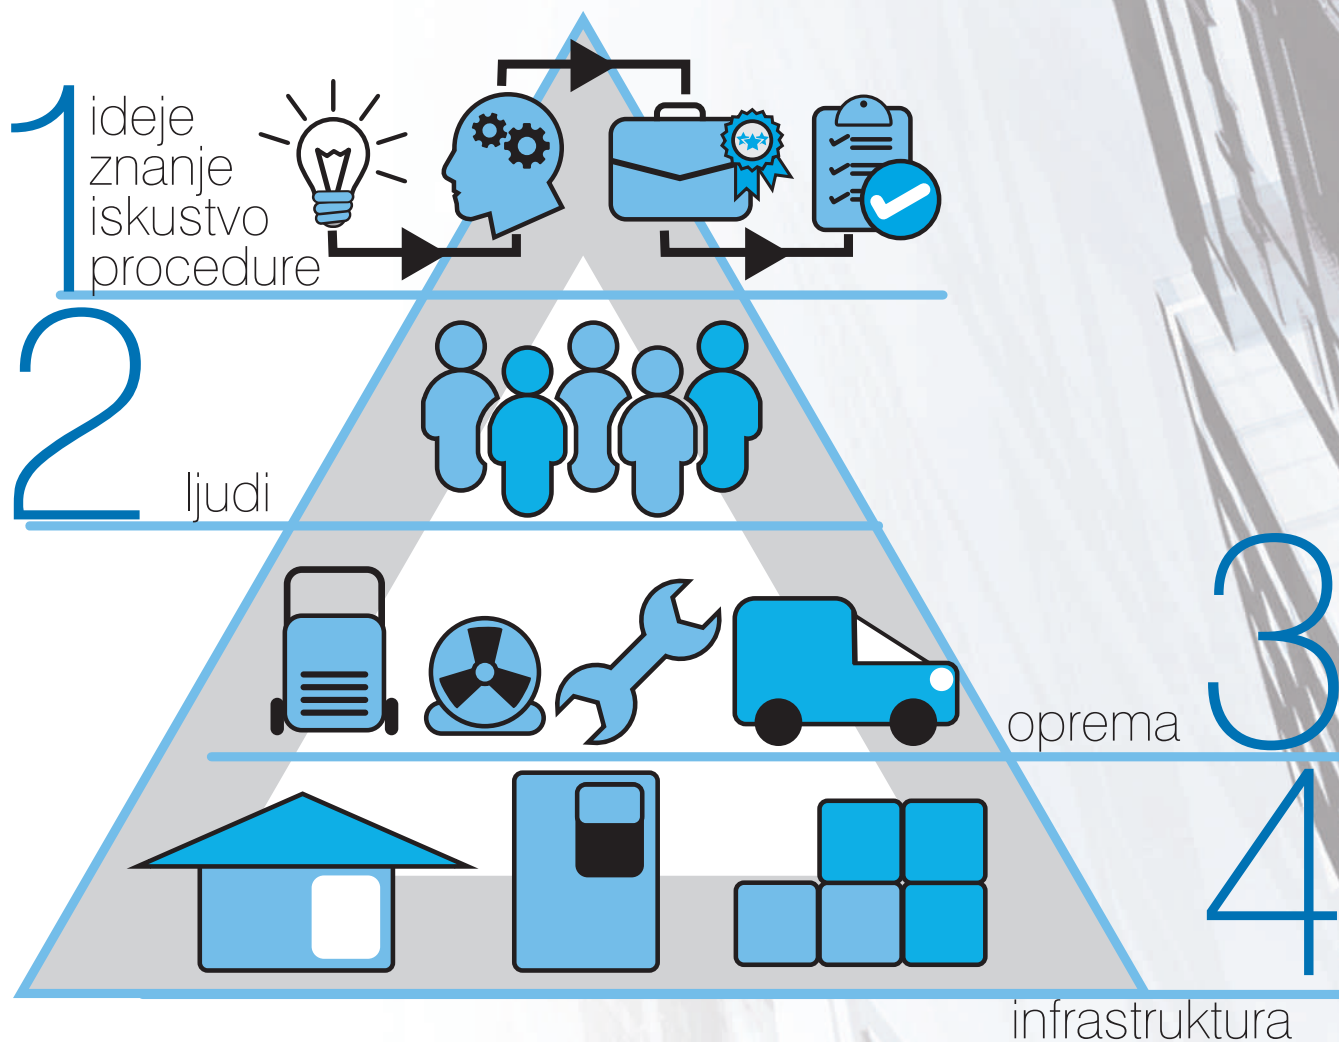 1
ideje
znanje
iskustvo
procedure
2
ljudi
3
oprema
4
infrastruktura